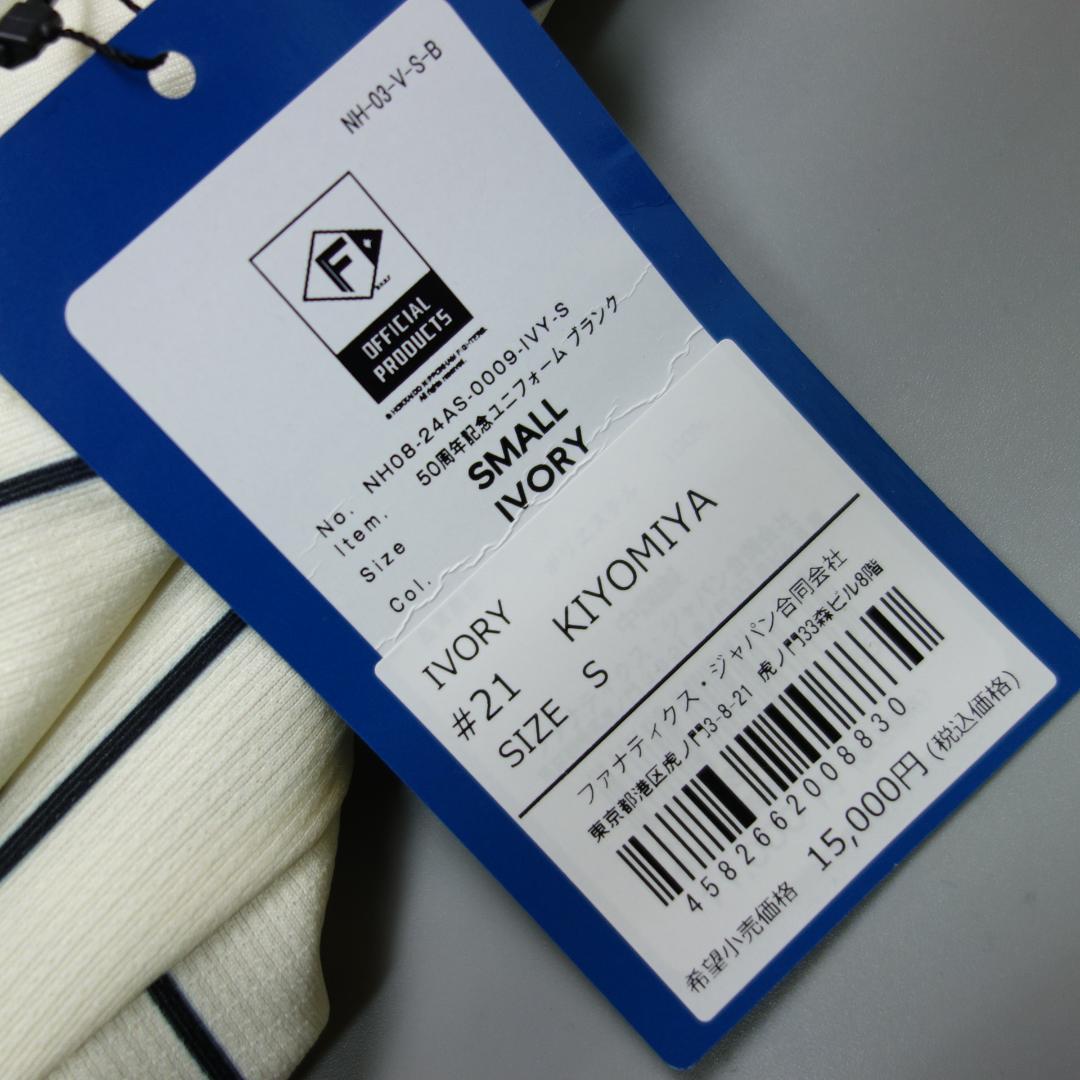 NH-03-V-S-B
F
OFFICIAL
PRODUCTS
All rights reserved.
No. NH08-24AS-0009-IVY-S
Item. 50周年記念ユニフォーム ブランク
Size SMALL
Col. IVORY
IVORY
#21 KIYOMIYA
SIZE S
ファナティクス・ジャパン合同会社
東京都港区虎ノ門3-8-21 虎ノ門33森ビル8階
4582662008830
希望小売価格 15,000円(税込価格)